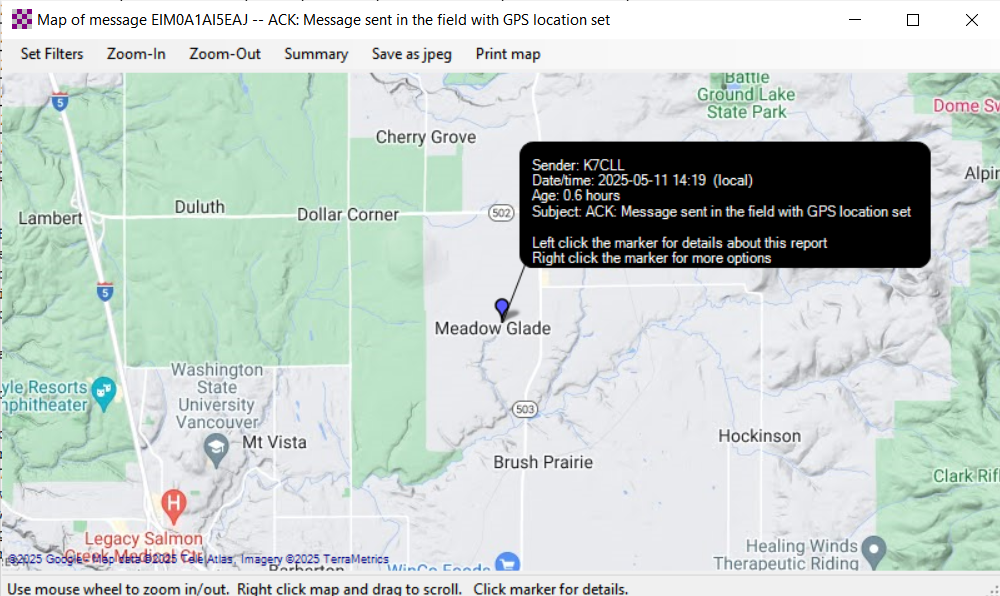 Map of message EIM0A1AI5EAJ -- ACK: Message sent in the field with GPS location set
Set Filters Zoom-In Zoom-Out Summary Save as jpeg Print map
5
Battle
Ground Lake
State Park
Dome Sw
Cherry Grove
Sender: K7CLL
Date/time: 2025-05-11 14:19 (local)
Age: 0.6 hours
Subject: ACK: Message sent in the field with GPS location set
Left click the marker for details about this report
Right click the marker for more options
Alpin
Lambert
Duluth
Dollar Corner
502
5
Meadow Glade
Washington
State
University
Vancouver
yle Resorts
mphitheater
503
Mt Vista
Hockinson
Brush Prairie
Clark Rifl
H
Legacy Salmon
Creek Medical Ctr
Healing Winds
Therapeutic Riding
©2025 Google - Map data ©2025 Tele Atlas, Imagery ©2025 TerraMetrics
WinCo Foods
Use mouse wheel to zoom in/out. Right click map and drag to scroll. Click marker for details.